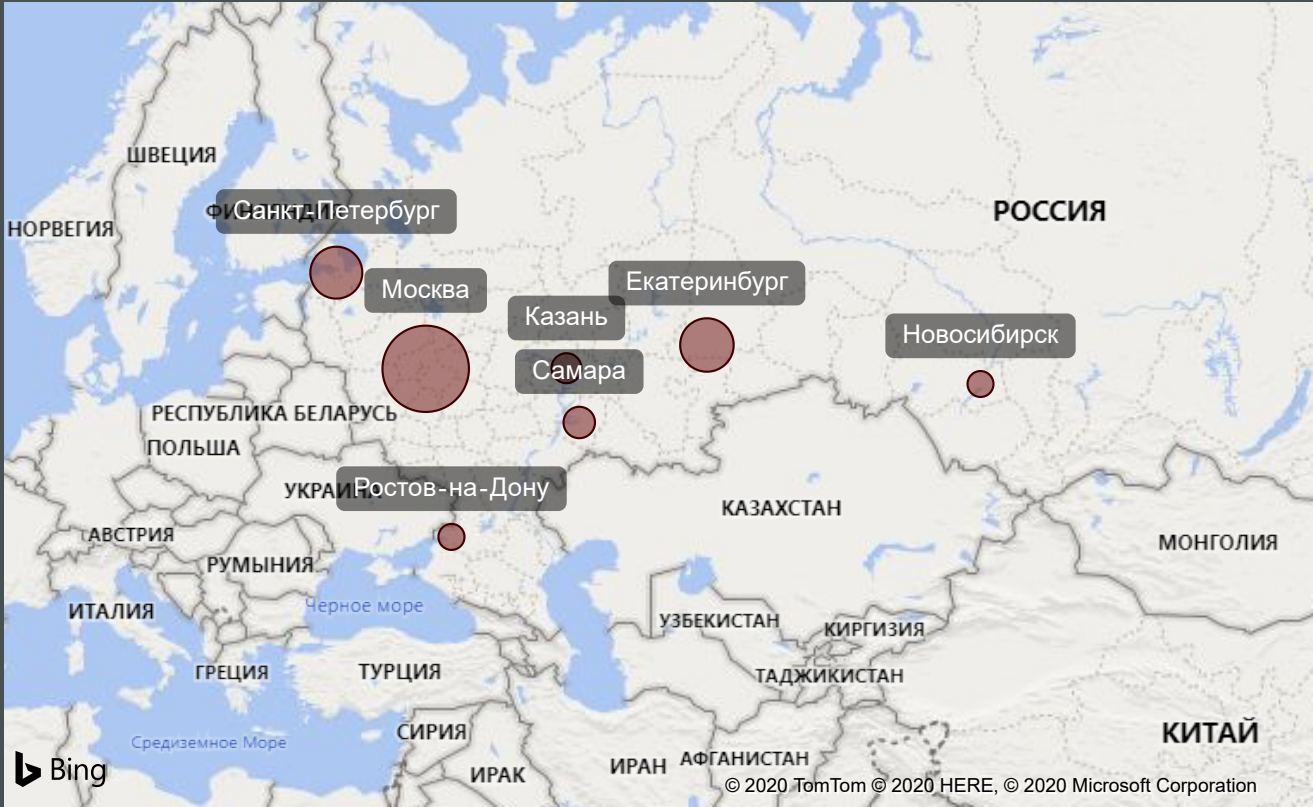 ШВЕЦИЯ
ФИНЛЯНДИЯ
Санкт-Петербург
РОССИЯ
НОРВЕГИЯ
Москва
Екатеринбург
Казань
Новосибирск
Самара
РЕСПУБЛИКА БЕЛАРУСЬ
ПОЛЬША
УКРАИНА
Ростов-на-Дону
КАЗАХСТАН
АВСТРИЯ
МОНГОЛИЯ
РУМЫНИЯ
Черное море
ИТАЛИЯ
УЗБЕКИСТАН
КИРГИЗИЯ
ГРЕЦИЯ
ТУРЦИЯ
ТАДЖИКИСТАН
СИРИЯ
КИТАЙ
Средиземное Море
ИРАК
ИРАН
АФГАНИСТАН
Bing
© 2020 TomTom © 2020 HERE, © 2020 Microsoft Corporation